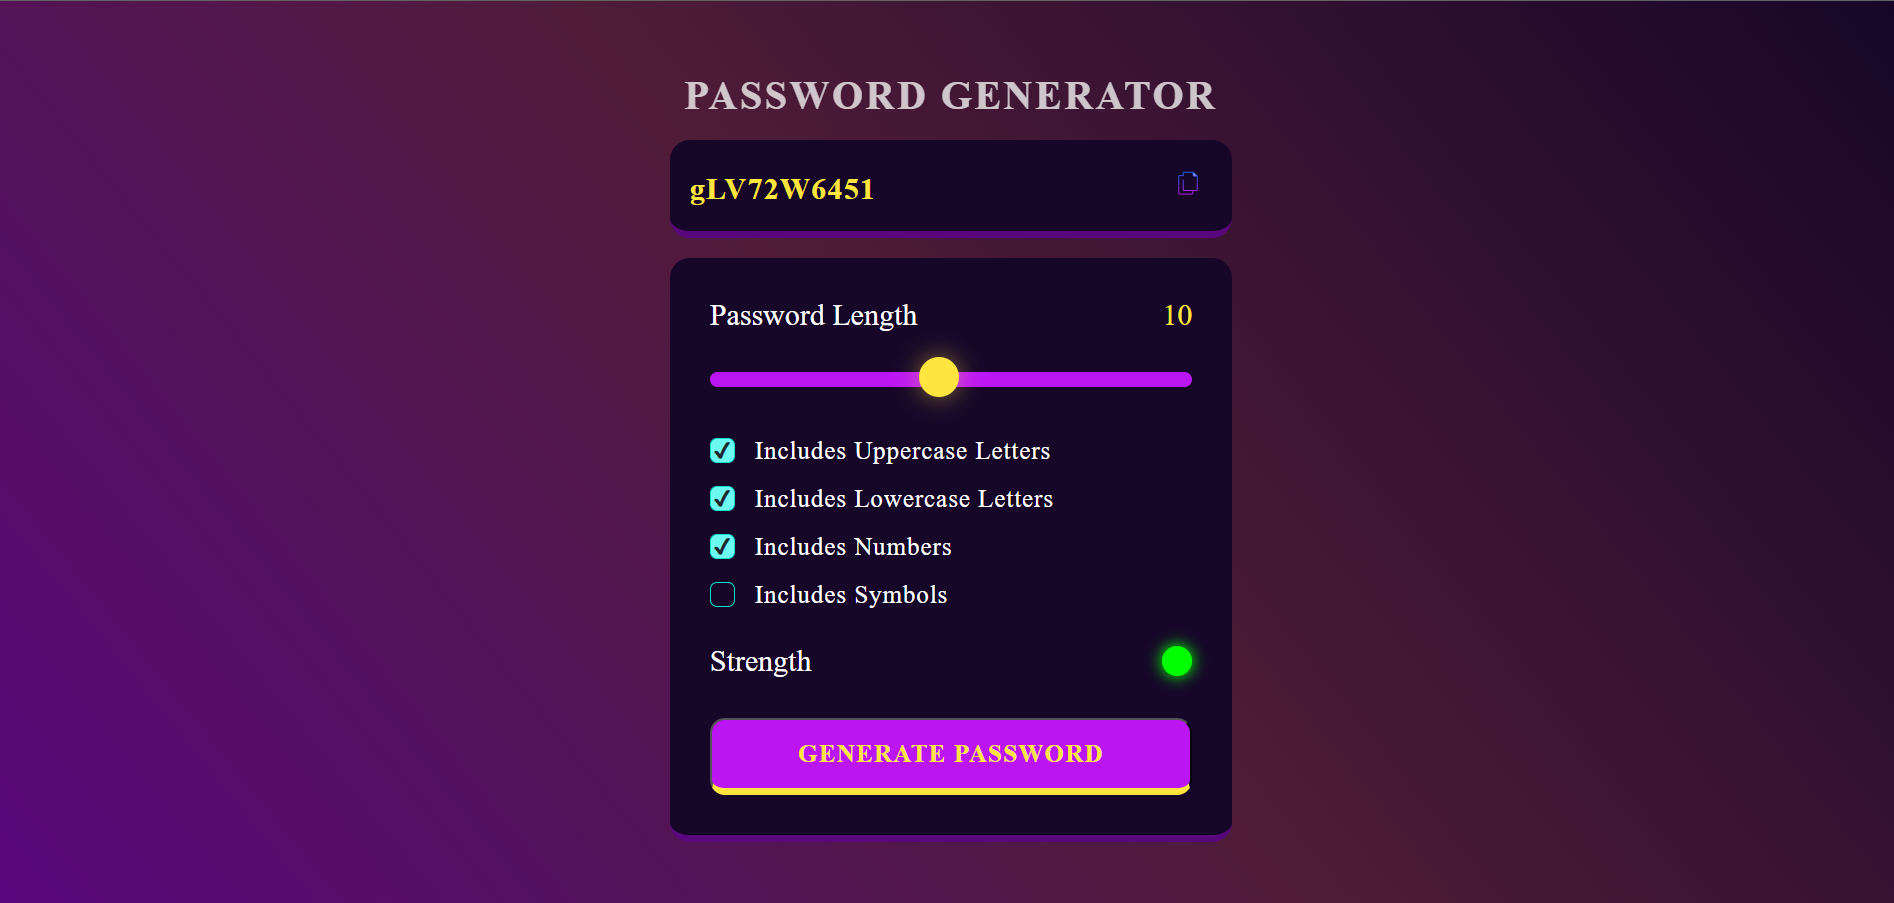 PASSWORD GENERATOR
gLV72W6451
Password Length 10
Includes Uppercase Letters
Includes Lowercase Letters
Includes Numbers
Includes Symbols
Strength
GENERATE PASSWORD